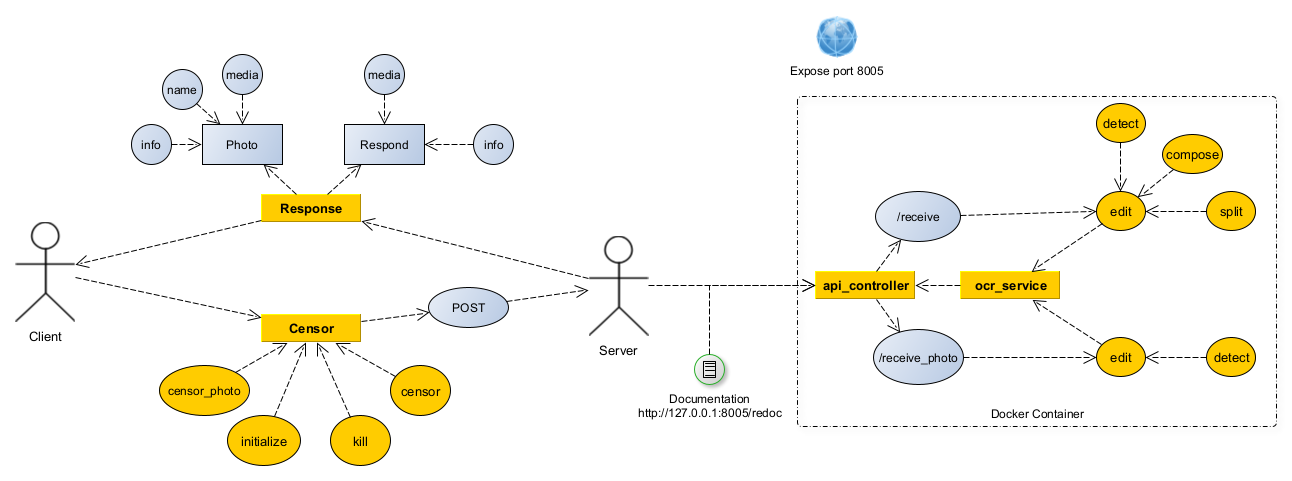 Expose port 8005
media
media
name
info
Photo
Respond
info
detect
compose
Response
/receive
edit
split
api_controller
ocr_service
POST
Client
Censor
Server
/receive_photo
edit
detect
censor_photo
censor
Documentation
http://127.0.0.1:8005/redoc
Docker Container
initialize
kill